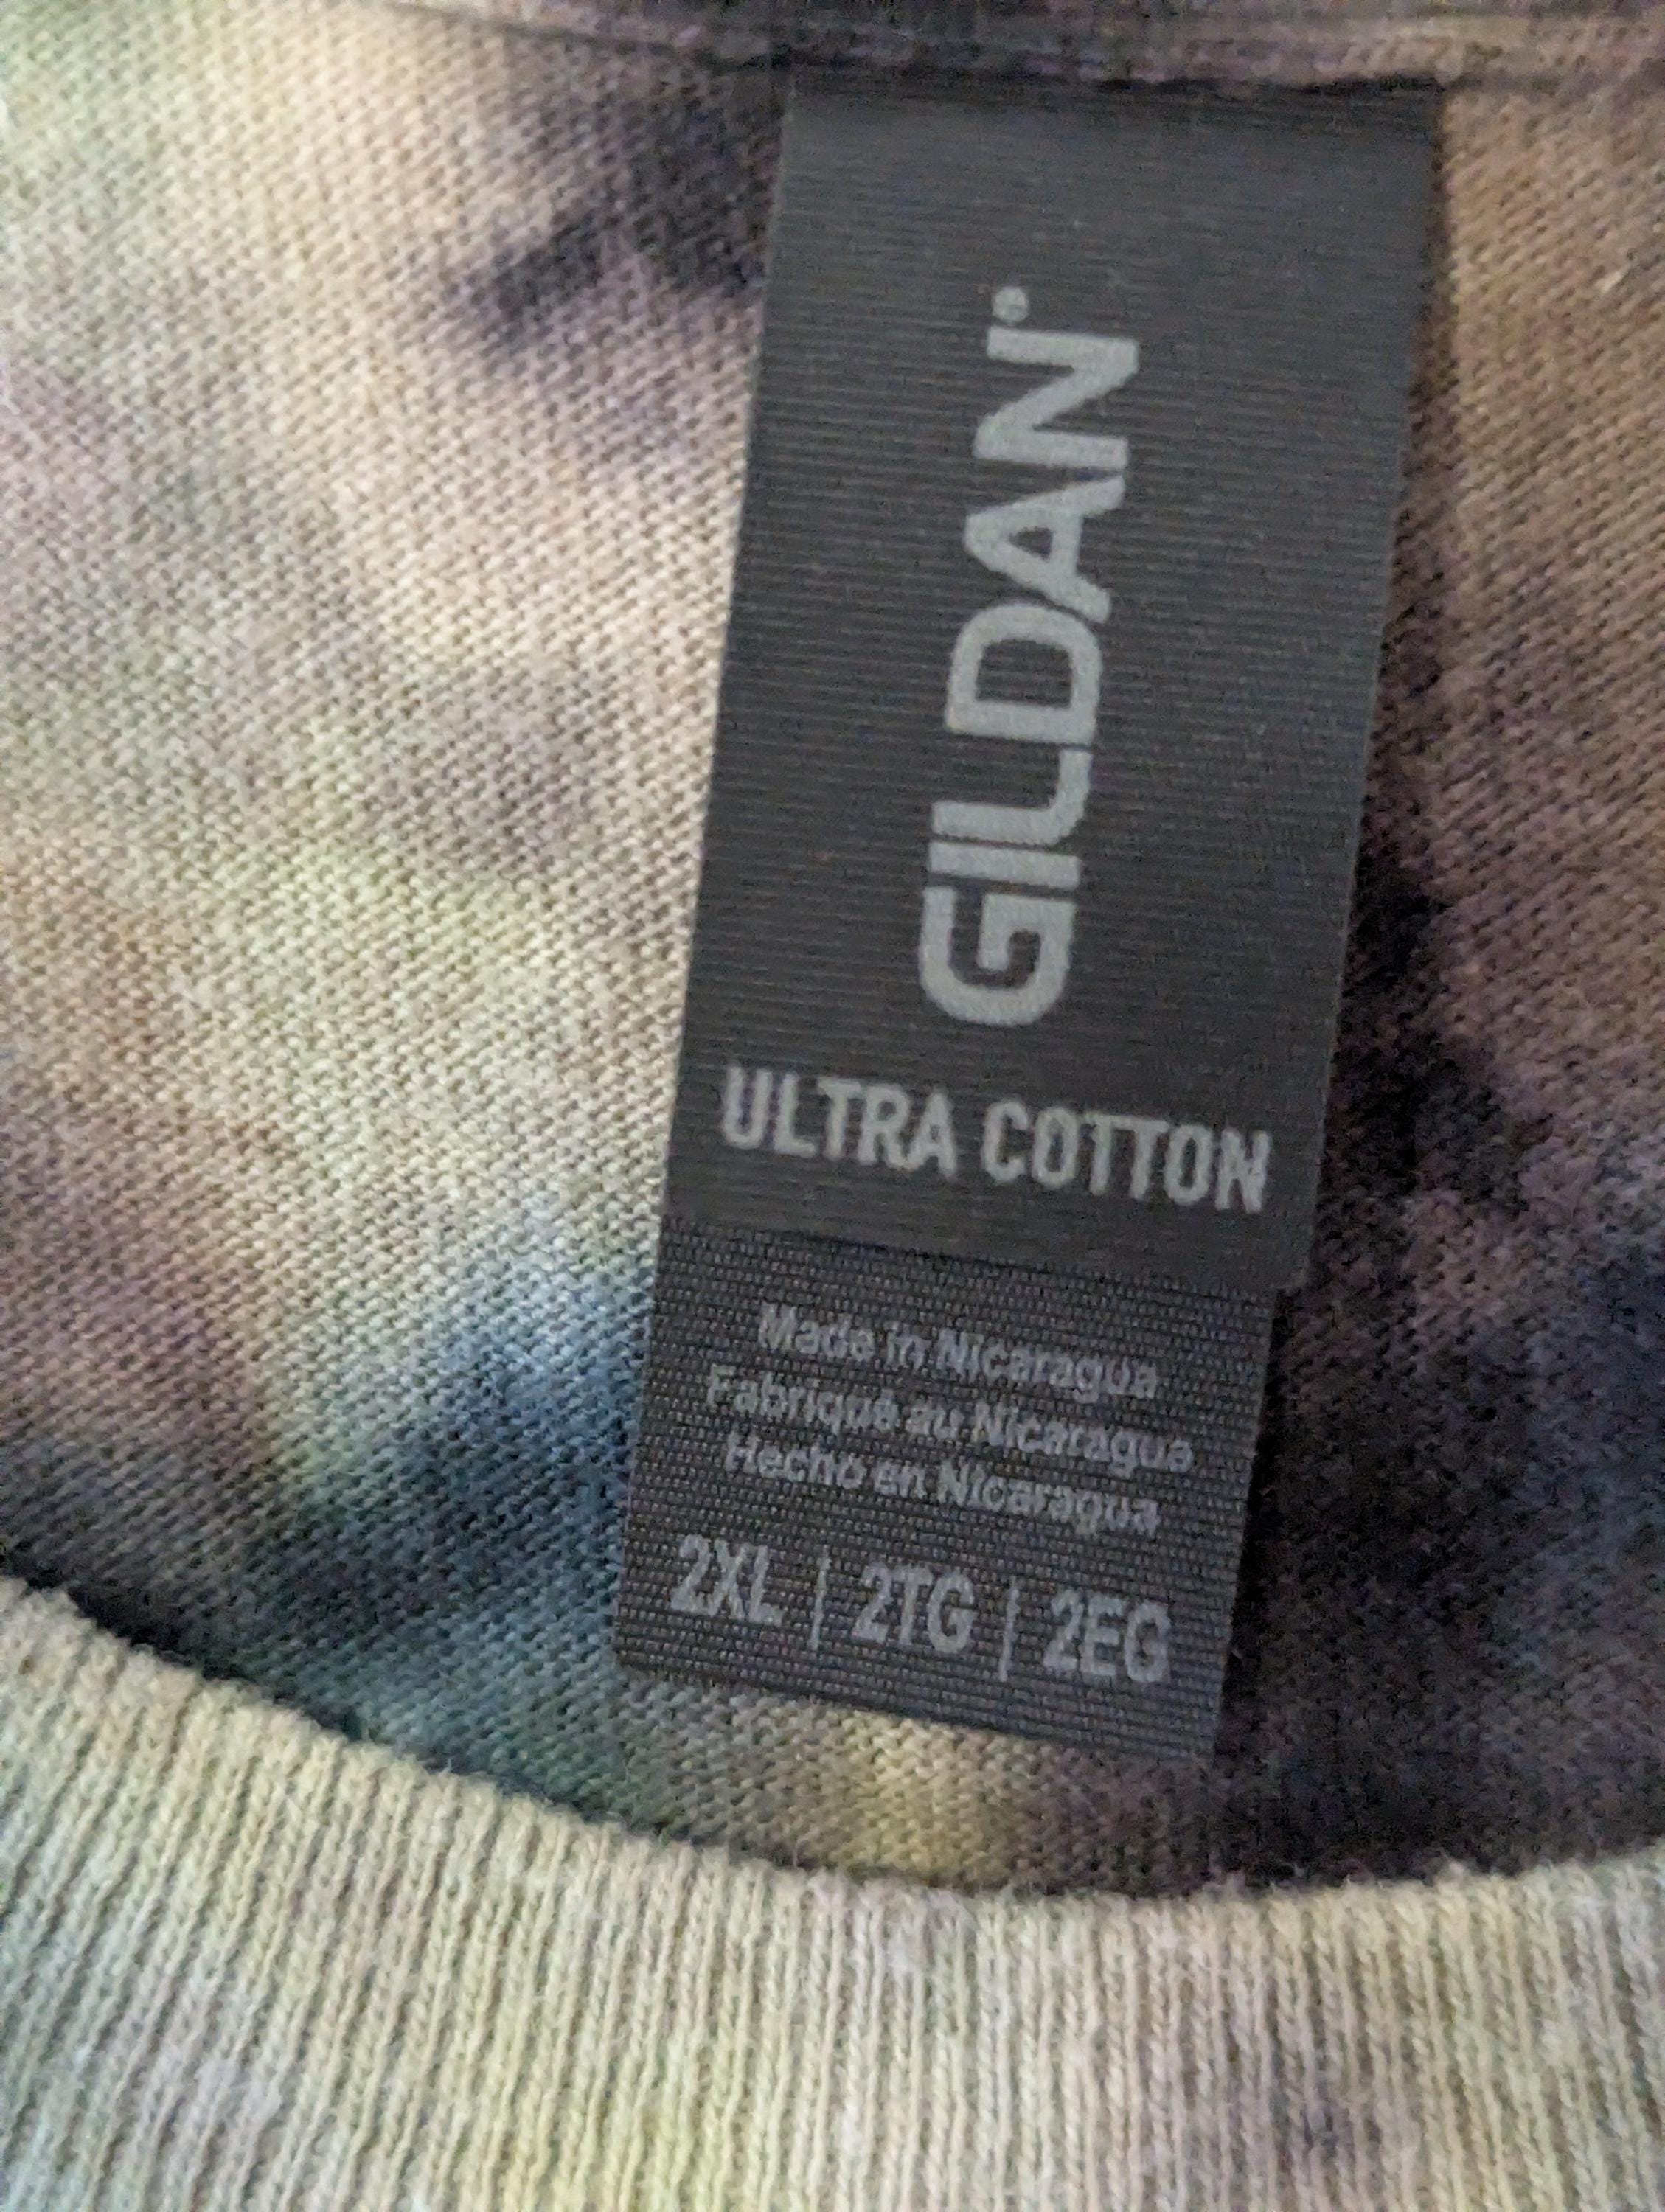 GILDAN®
ULTRA COTTON
Made in Nicaragua
Fabriqué au Nicaragua
Hecho en Nicaragua
2XL | 2TG | 2EG